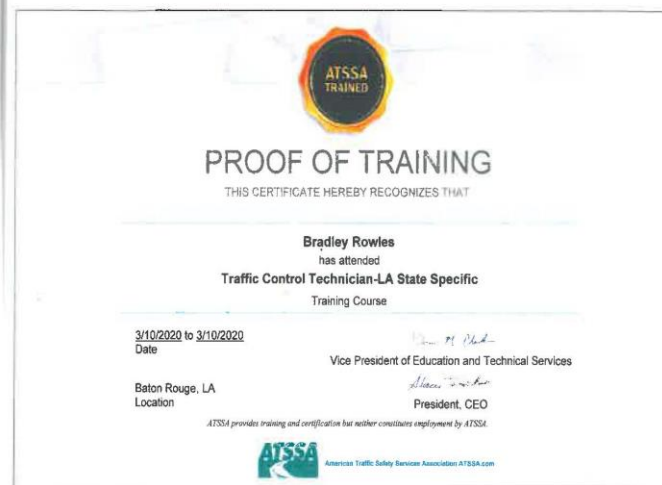 ATSSA
TRAINED
PROOF OF TRAINING
THIS CERTIFICATE HEREBY RECOGNIZES THAT
Bradley Rowles
has attended
Traffic Control Technician-LA State Specific
Training Course
3/10/2020 to 3/10/2020
Date
Vice President of Education and Technical Services
Baton Rouge, LA
Location
President, CEO
ATSSA provides training and certification but neither constitutes employment by ATSSA.
ATSSA
American Traffic Safety Services Association ATSSA.com